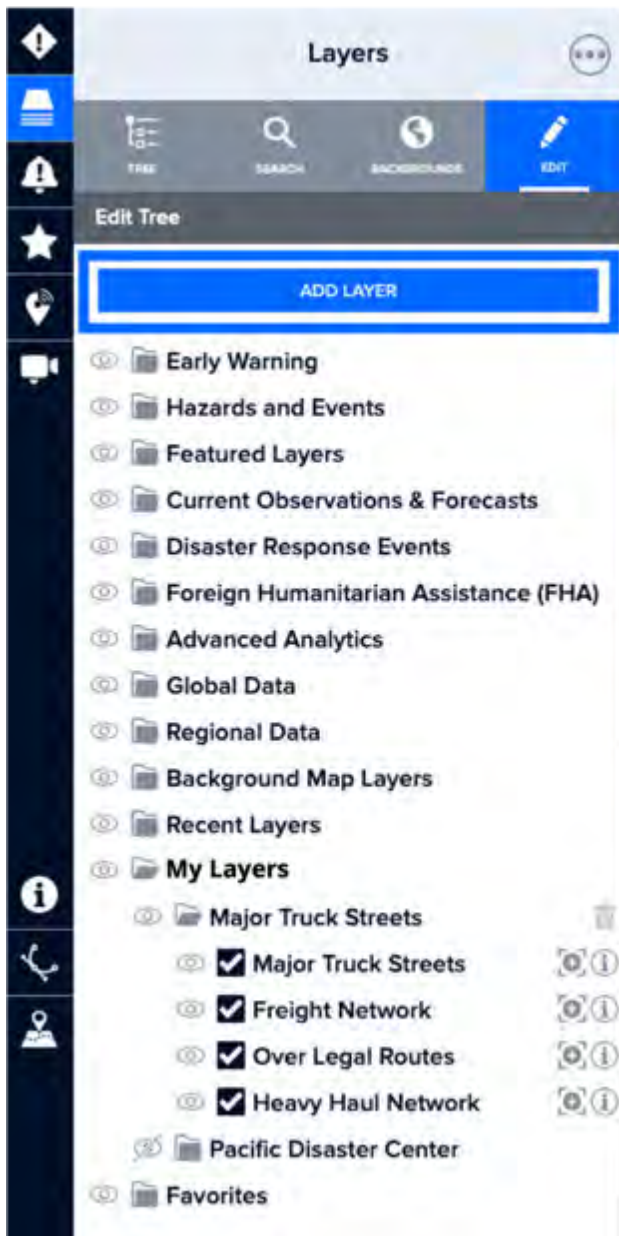 Layers
TREE SEARCH BACKGROUNDS EDIT
Edit Tree
ADD LAYER
Early Warning
Hazards and Events
Featured Layers
Current Observations & Forecasts
Disaster Response Events
Foreign Humanitarian Assistance (FHA)
Advanced Analytics
Global Data
Regional Data
Background Map Layers
Recent Layers
My Layers
Major Truck Streets
Major Truck Streets
Freight Network
Over Legal Routes
Heavy Haul Network
Pacific Disaster Center
Favorites